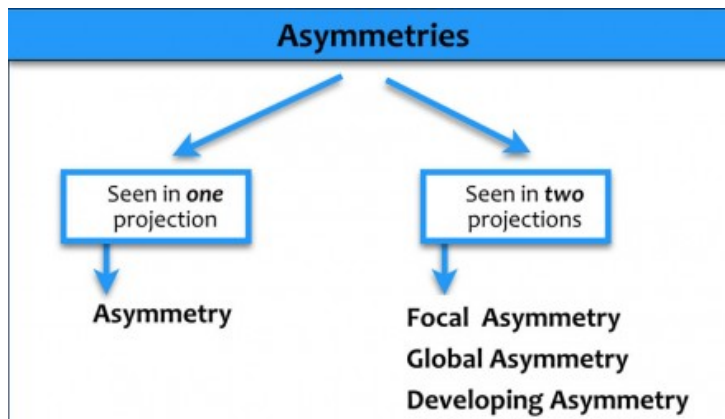 Asymmetries
Seen in one
projection
Seen in two
projections
Asymmetry
Focal Asymmetry
Global Asymmetry
Developing Asymmetry